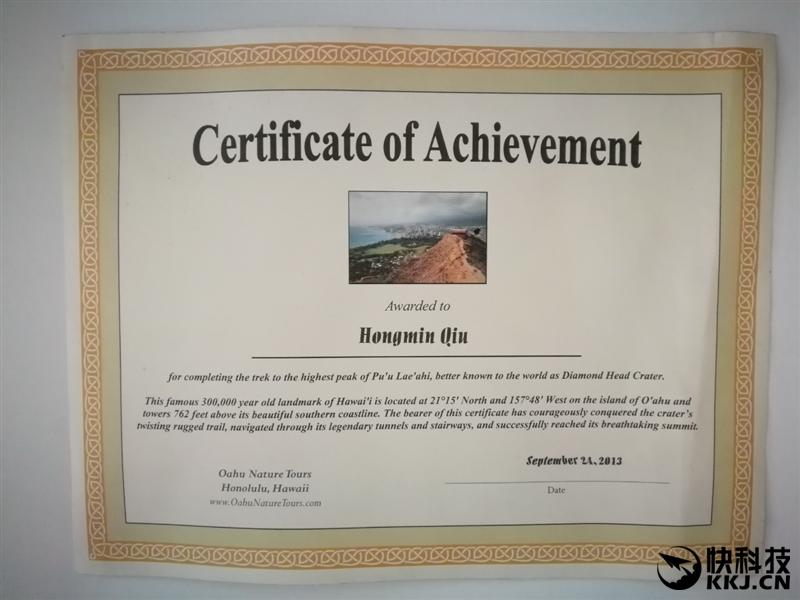 Certificate of Achievement
Awarded to
Hongmin Qiu
for completing the trek to the highest peak of Pu'u Lae'ahi, better known to the world as Diamond Head Crater.
This famous 300,000 year old landmark of Hawai'i is located at 21°15' North and 157°48' West on the island of O'ahu and
towers 762 feet above its beautiful southern coastline. The bearer of this certificate has courageously conquered the crater's
twisting rugged trail, navigated through its legendary tunnels and stairways, and successfully reached its breathtaking summit.
Oahu Nature Tours
Honolulu, Hawaii
www.OahuNatureTours.com
September 24, 2013
Date
快科技
KKJ.CN